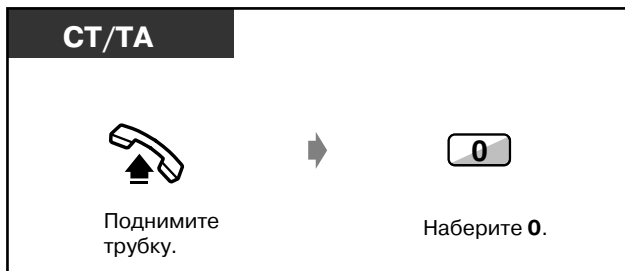 СТ/ТА
0
Поднимите
трубку.
Наберите 0.